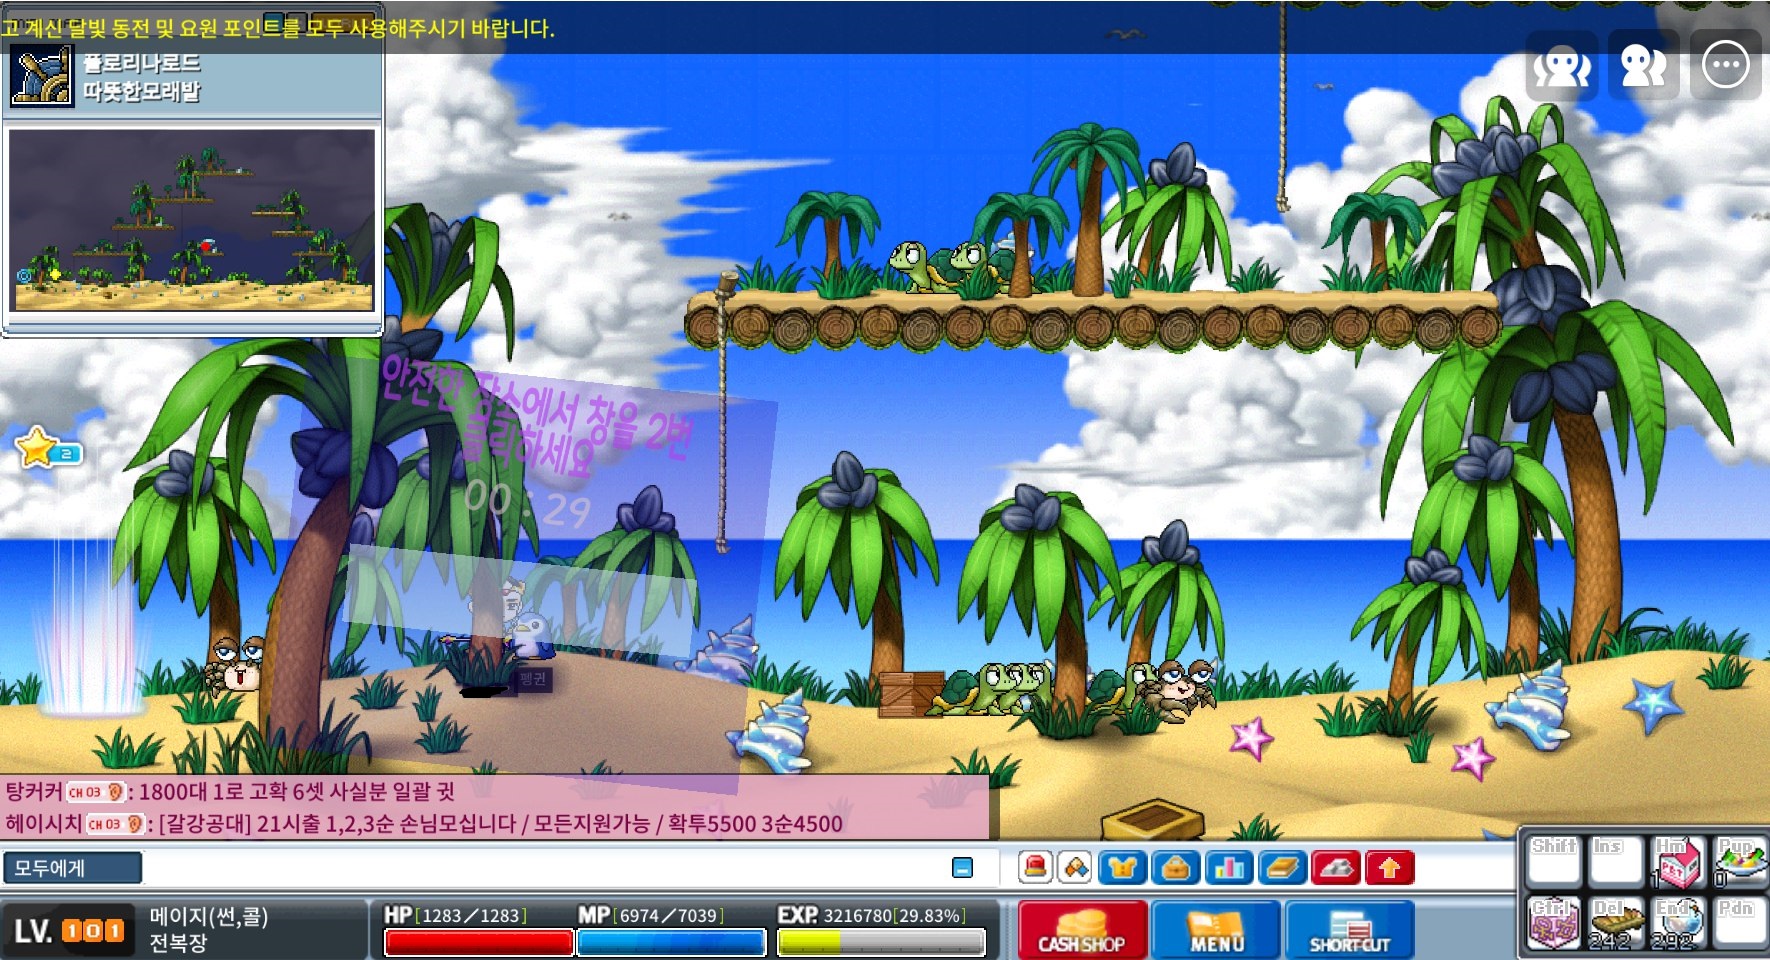 고 계신 달빛 동전 및 요원 포인트를 모두 사용해주시기 바랍니다.
플로리나로드
따뜻한모래발
안전한 장소에서 창을 2번
클릭하세요
00 : 29
2
펭귄
탕커커 CH 03 : 1800대 1로 고확 6셋 사실분 일괄 귓
헤이시치 CH 03 : [갈강공대] 21시출 1,2,3순 손님모십니다 / 모든지원가능 / 확투5500 3순4500
모두에게
Shift Ins Hm Pup
1 0
Ctrl Del End Pdn
242 292
LV. 101
메이지(썬,콜)
전복장
HP[1283/1283] MP[6974/7039] EXP. 3216780[29.83%]
CASH SHOP MENU SHORT CUT